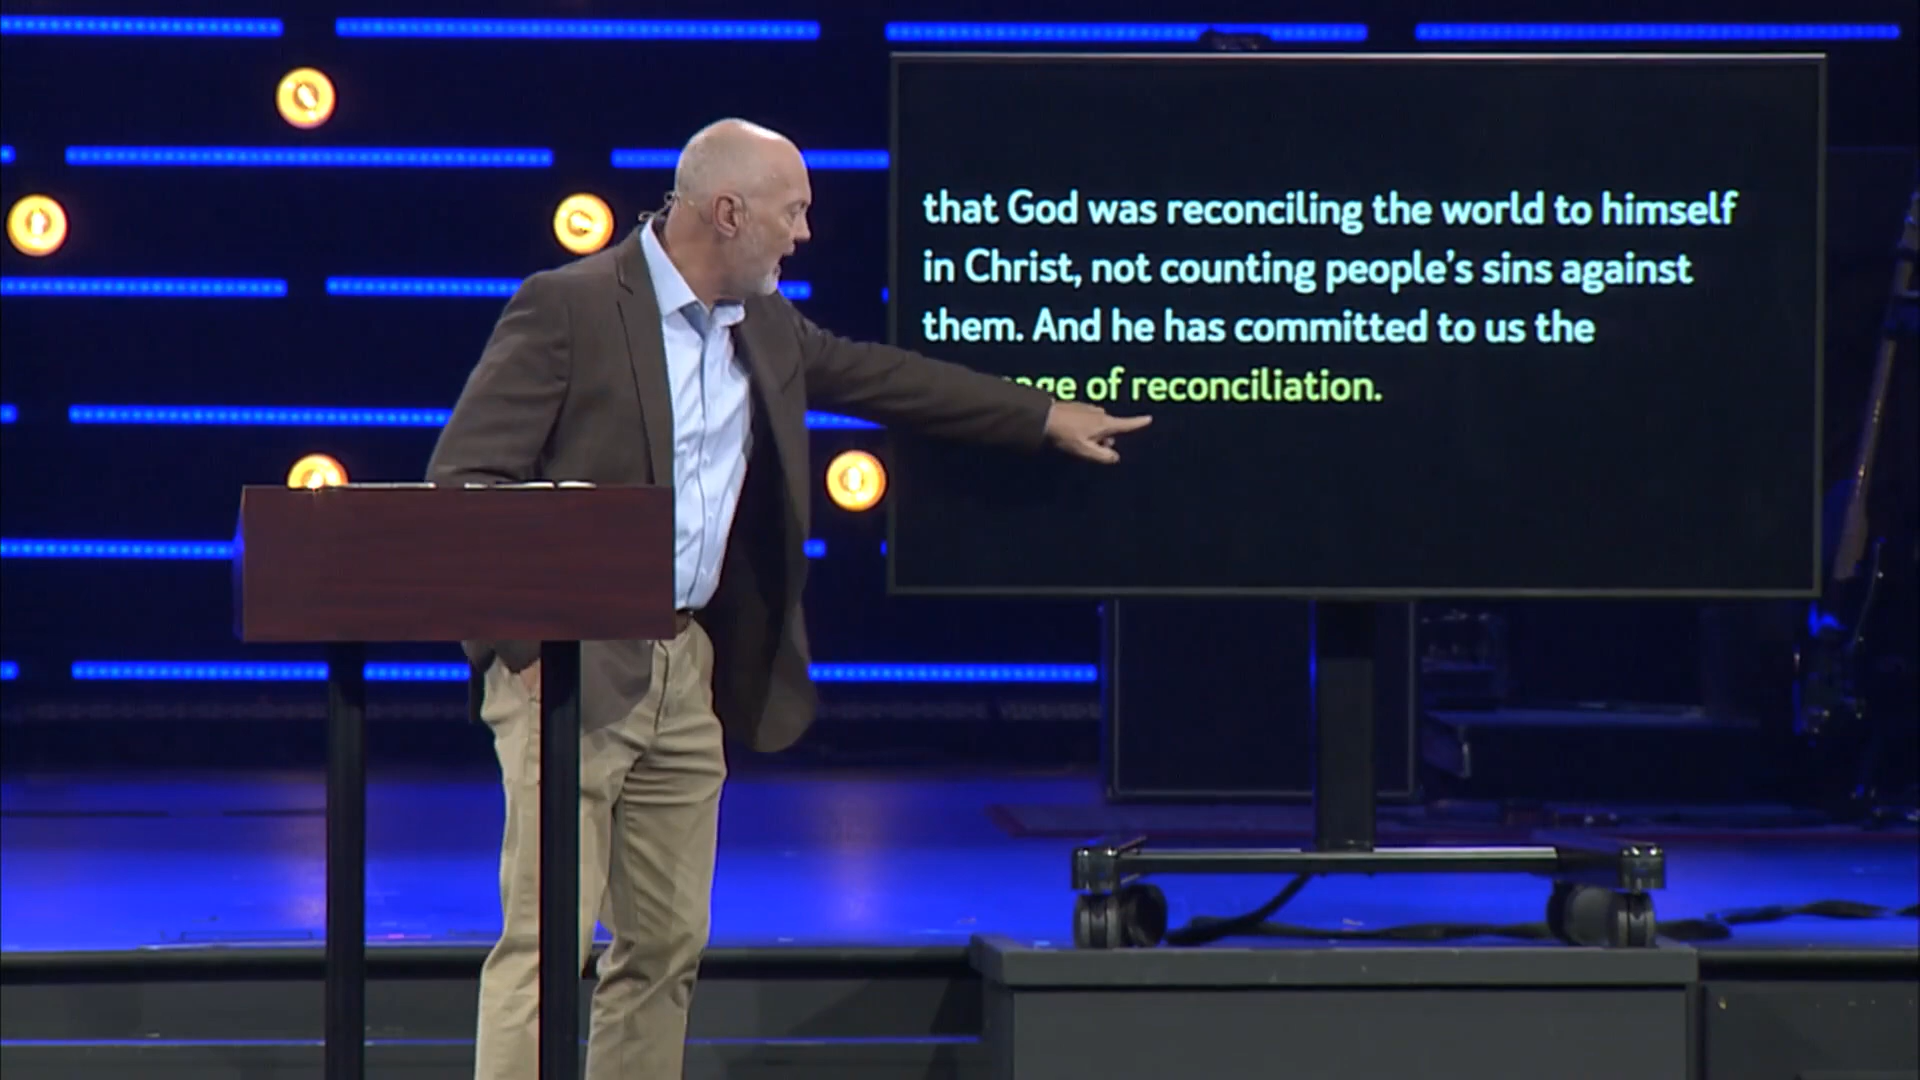 that God was reconciling the world to himself
in Christ, not counting people's sins against
them. And he has committed to us the
of reconciliation.